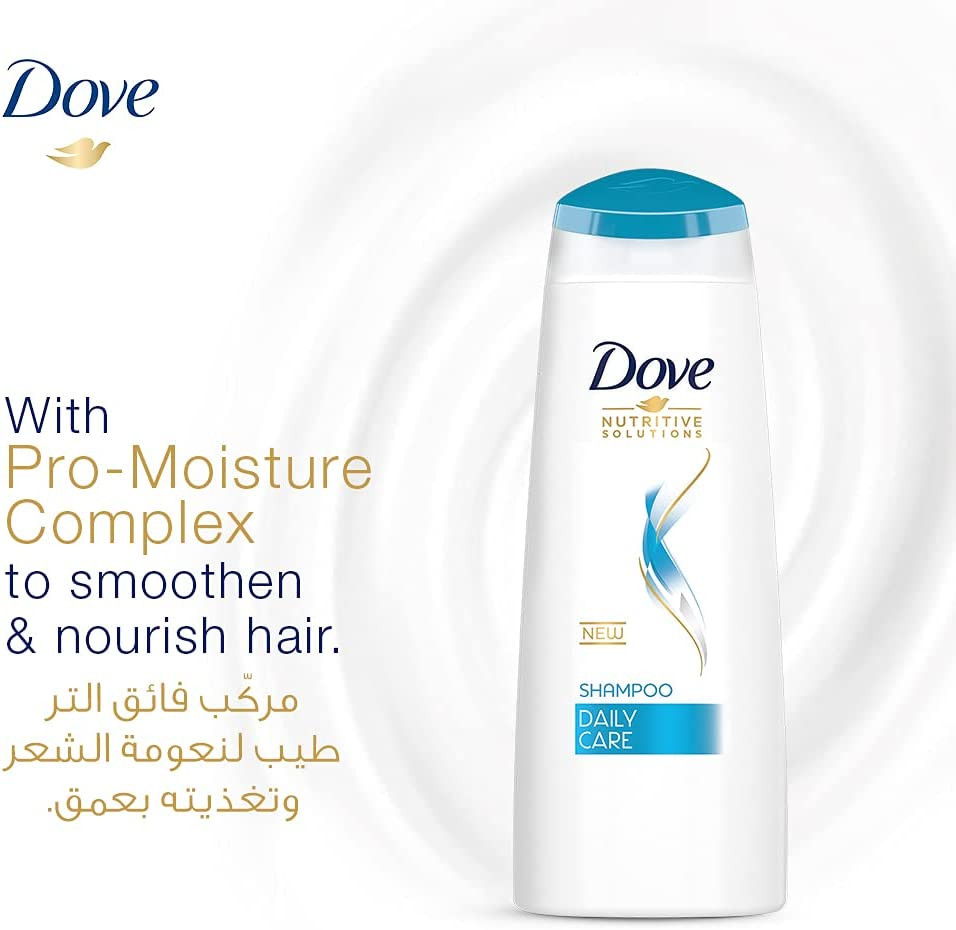 Dove
With
Pro-Moisture
Complex
to smoothen
& nourish hair.
مركّب فائق التر
طيب لنعومة الشعر
وتغذيته بعمق.
Dove
NUTRITIVE
SOLUTIONS
NEW
SHAMPOO
DAILY
CARE